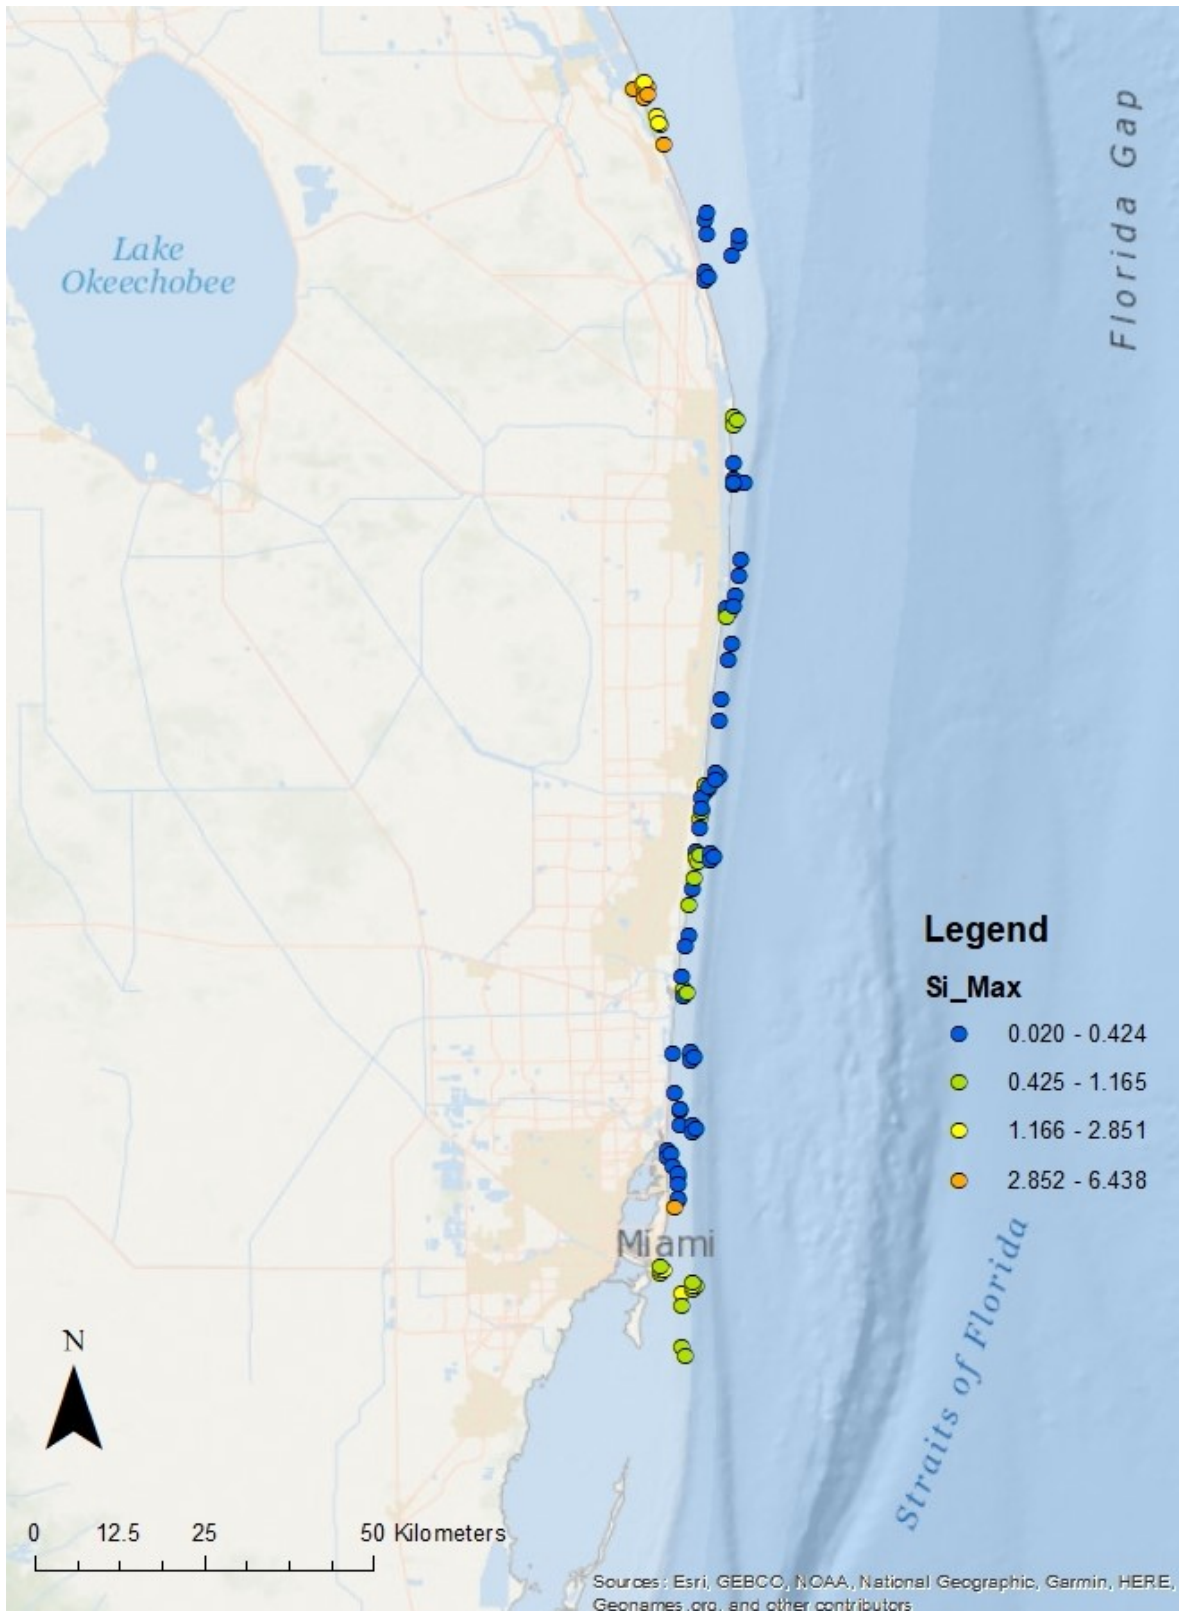 Florida Gap
Lake
Okeechobee
Legend
Si_Max
0.020 - 0.424
0.425 - 1.165
1.166 - 2.851
2.852 - 6.438
Miami
Straits of Florida
N
0 12.5 25 50 Kilometers
Sources: Esri, GEBCO, NOAA, National Geographic, Garmin, HERE,
Geonames.org, and other contributors